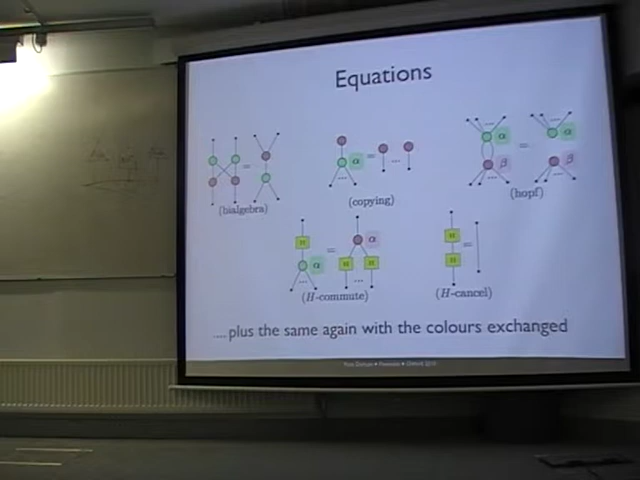 Equations
α =
(bialgebra)
α = ...
(copying)
α = α
β β
(hopf)
H α = α
H H
(H-commute)
H
H =
(H-cancel)
.... plus the same again with the colours exchanged